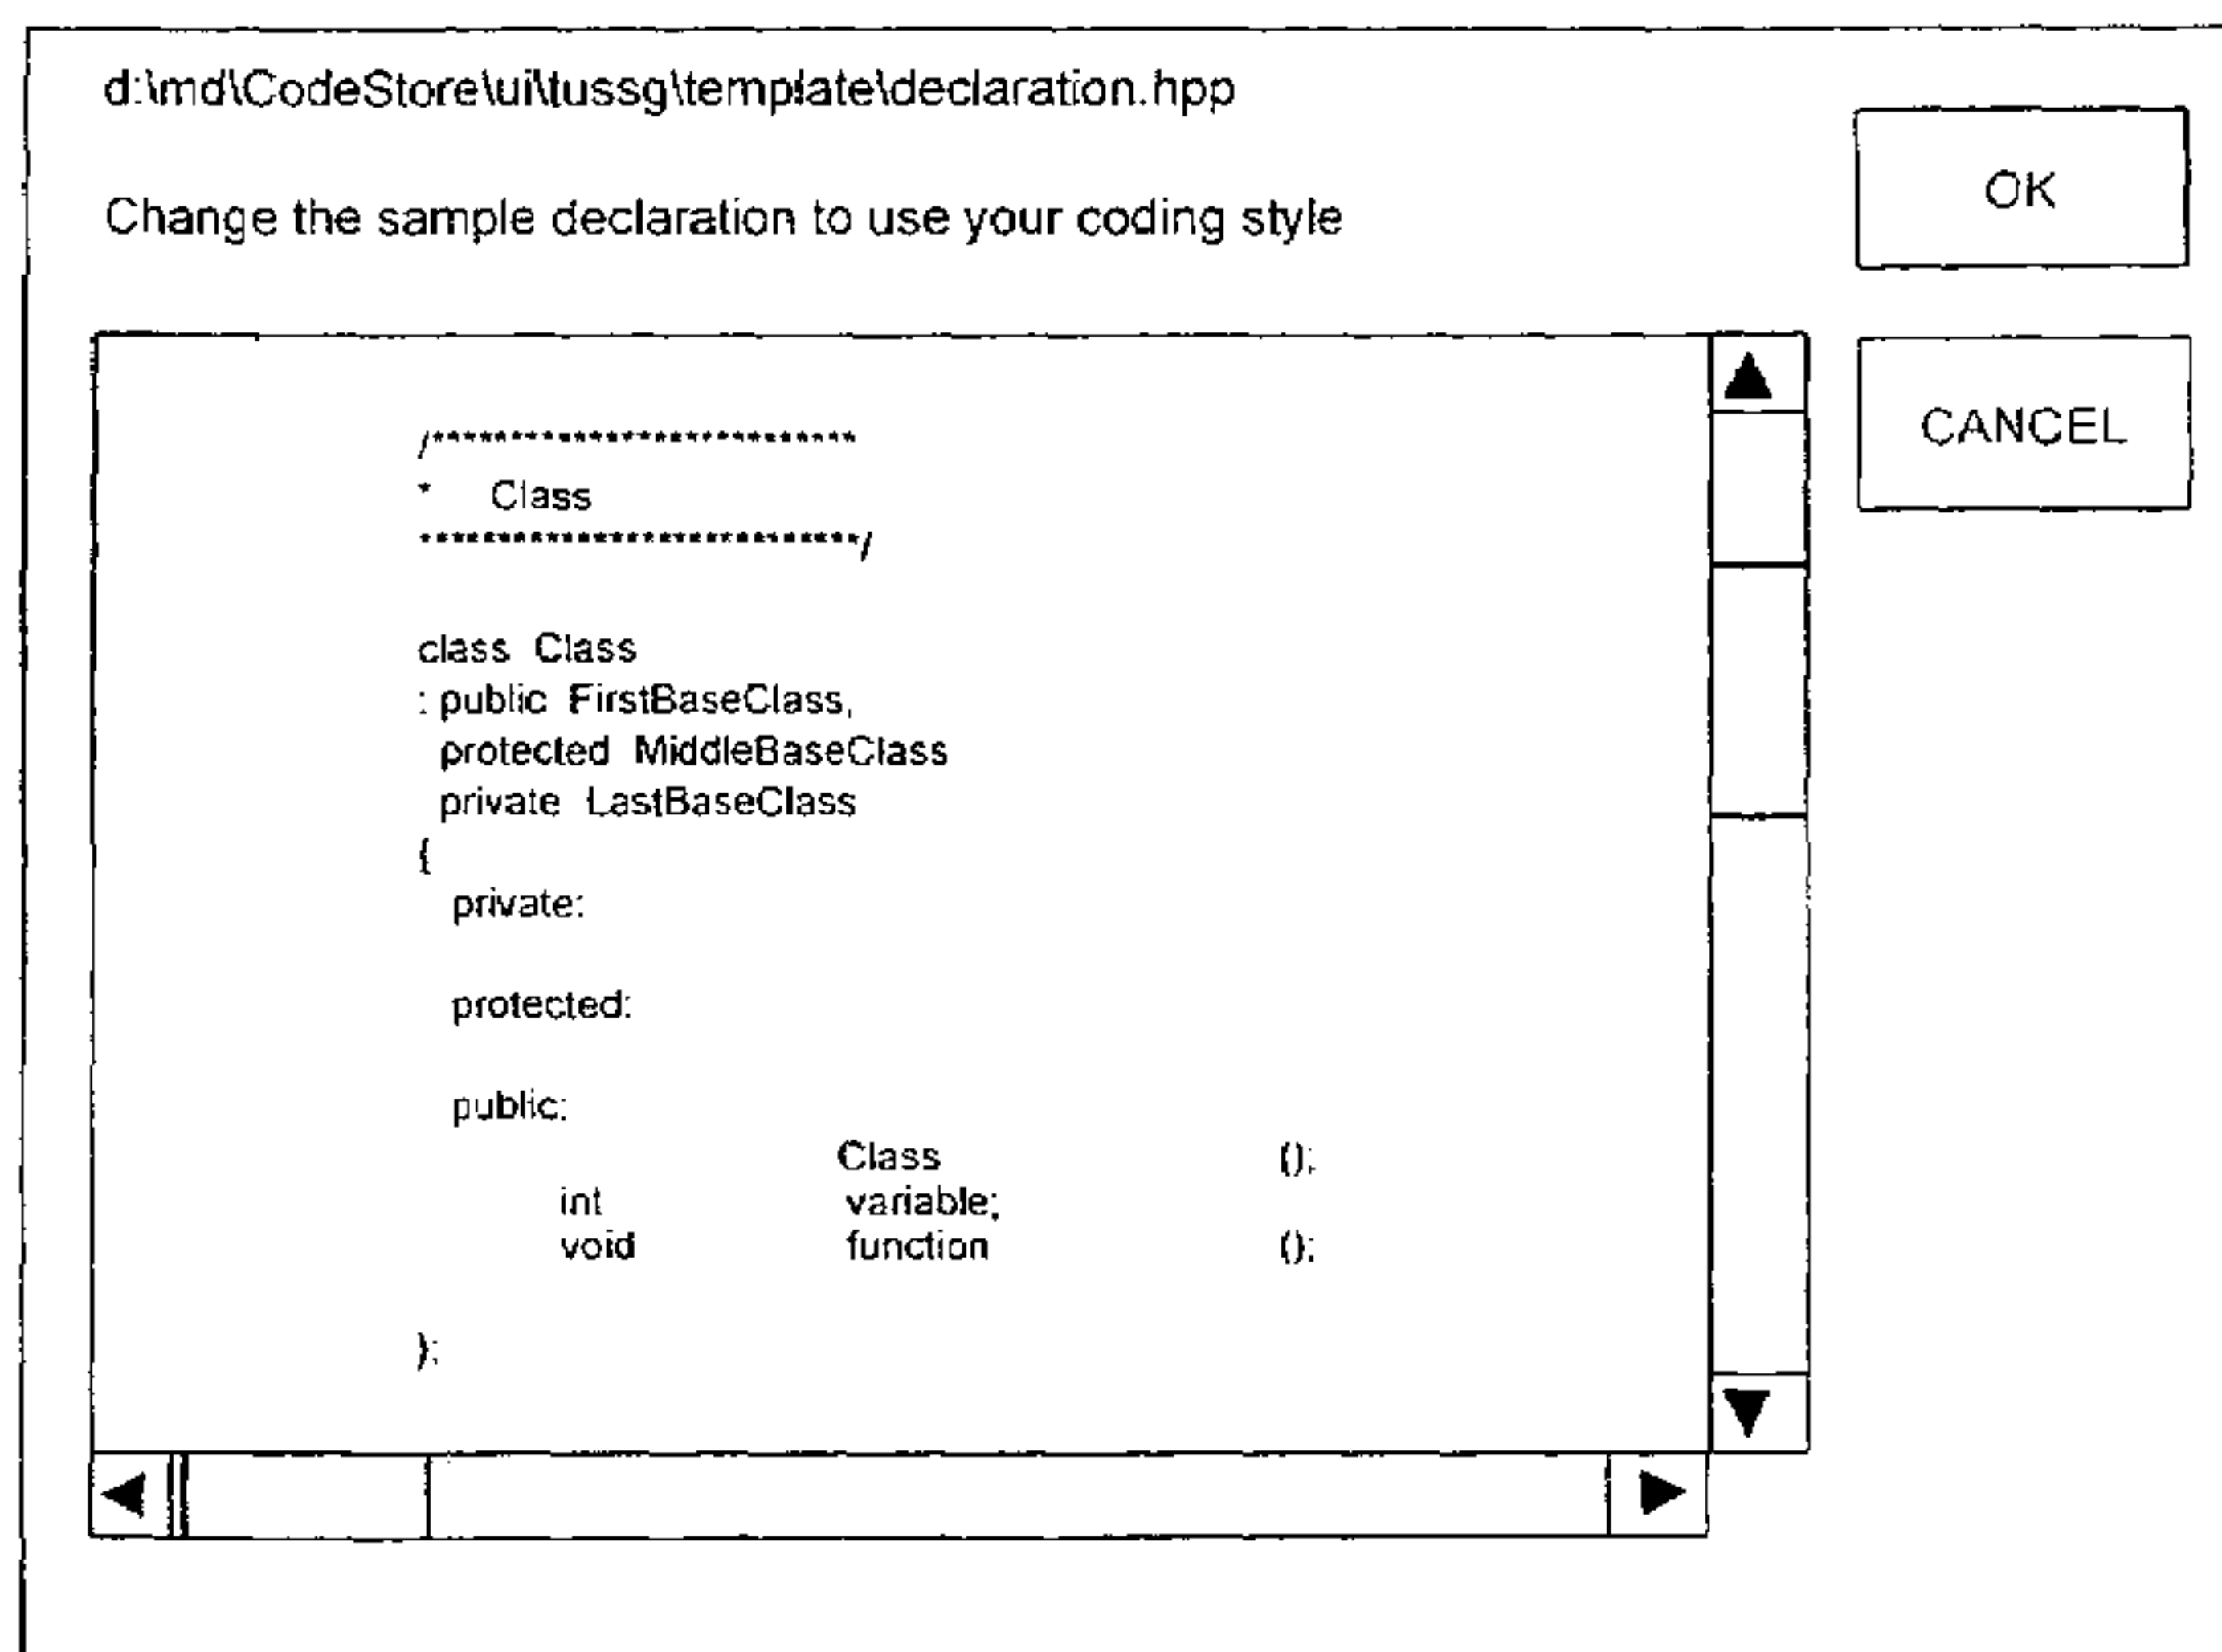 d:\md\CodeStore\ui\tussg\template\declaration.hpp
OK
Change the sample declaration to use your coding style
CANCEL
/***************************
*   Class
****************************/
class Class
: public FirstBaseClass,
protected MiddleBaseClass
private LastBaseClass
{
private:
protected:
public:
Class ();
int variable;
void function ();
};